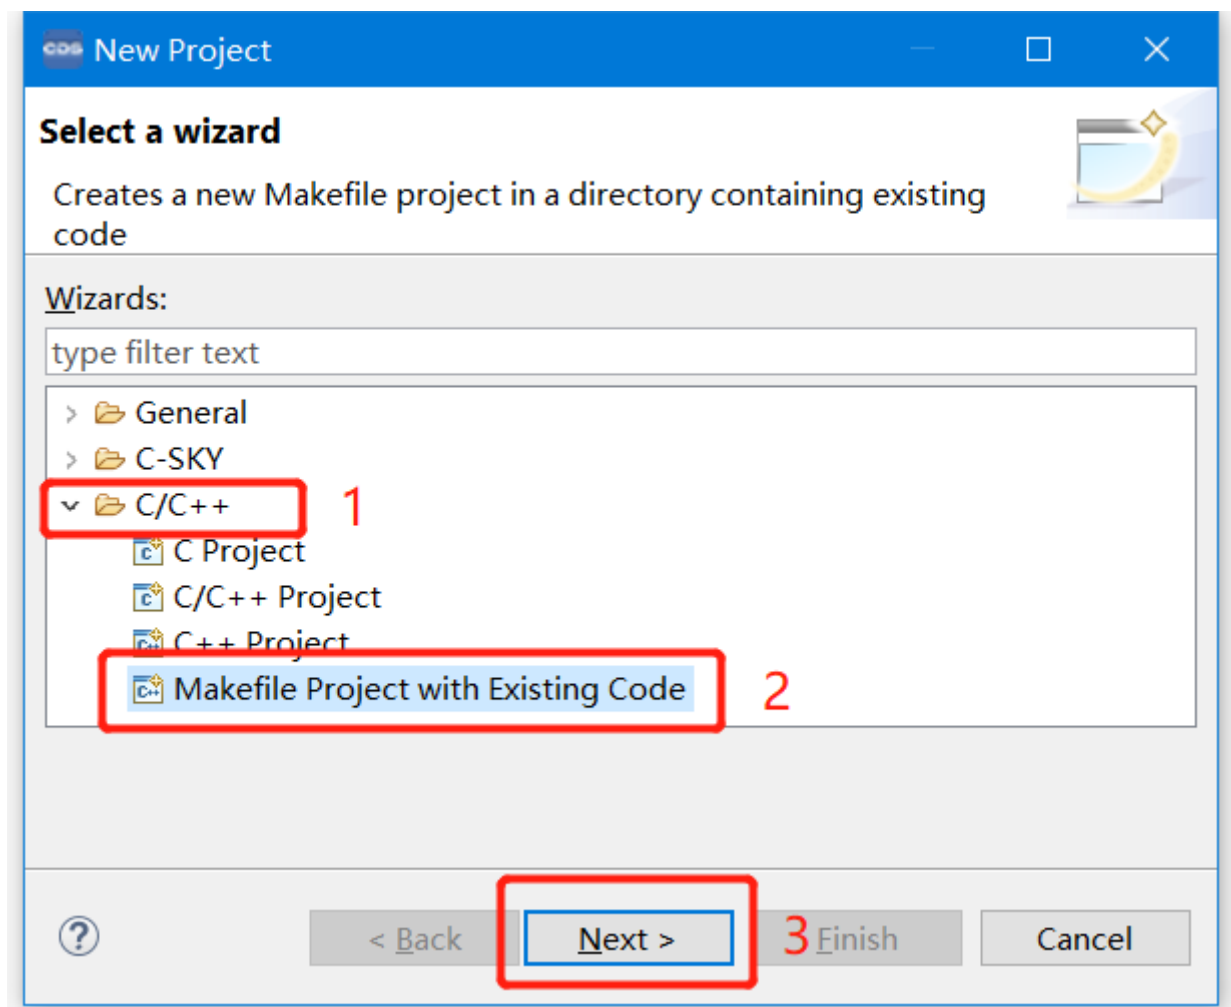 CDS New Project
Select a wizard
Creates a new Makefile project in a directory containing existing
code
Wizards:
type filter text
General
C-SKY
C/C++ 1
C Project
C/C++ Project
C++ Project
Makefile Project with Existing Code 2
< Back Next > 3 Finish Cancel